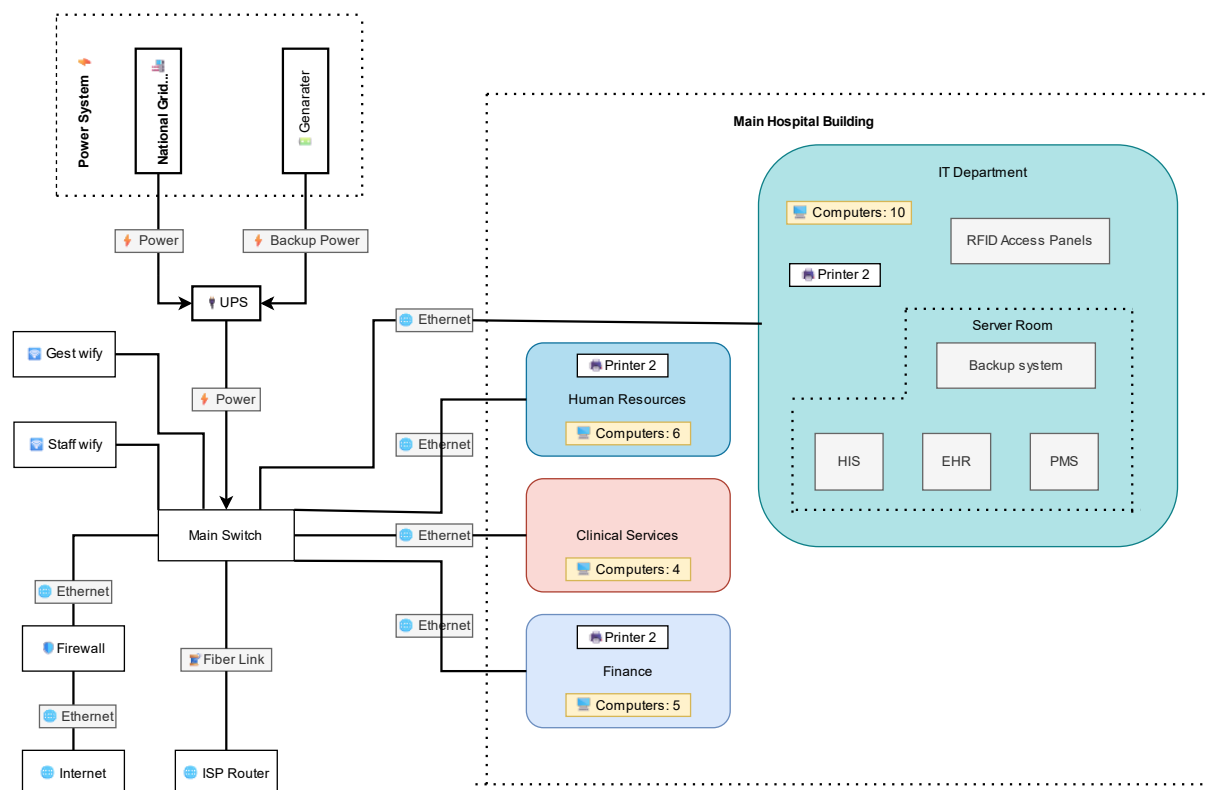 Power System
National Grid...
Genarater
Power
Backup Power
UPS
Power
Gest wify
Staff wify
Main Switch
Ethernet
Firewall
Ethernet
Internet
Fiber Link
ISP Router
Ethernet
Ethernet
Ethernet
Ethernet
Main Hospital Building
IT Department
Computers: 10
RFID Access Panels
Printer 2
Server Room
Backup system
HIS
EHR
PMS
Printer 2
Human Resources
Computers: 6
Clinical Services
Computers: 4
Printer 2
Finance
Computers: 5